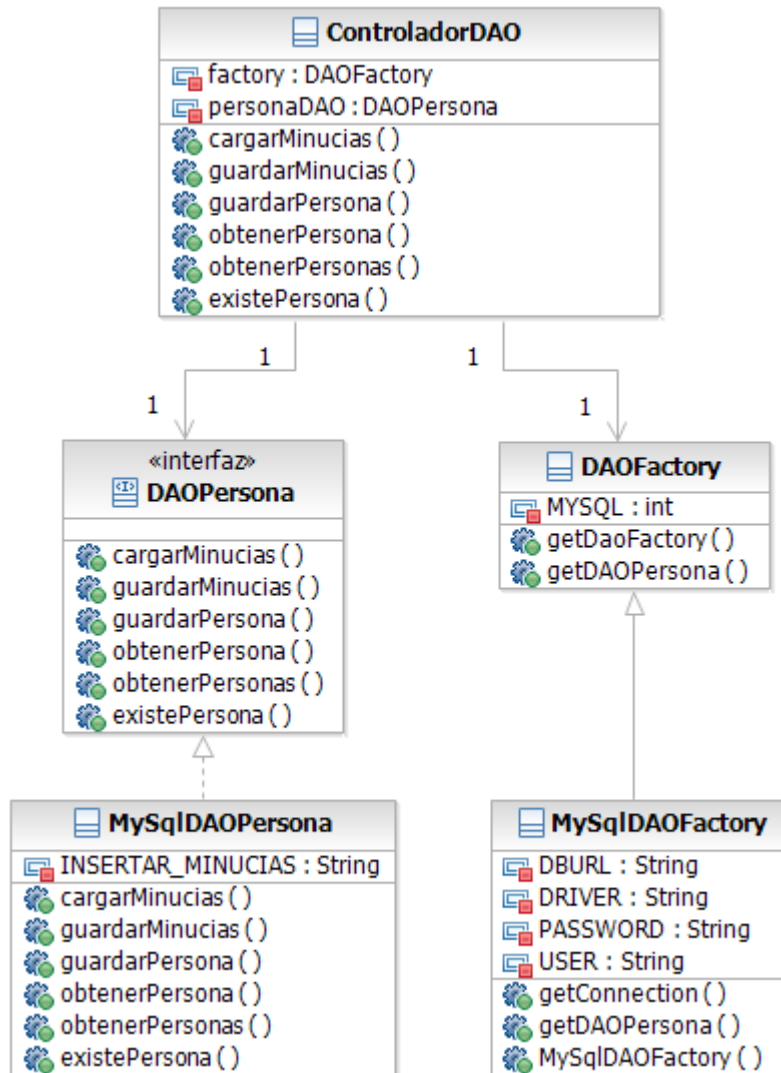 ControladorDAO
factory : DAOFactory
personaDAO : DAOPersona
cargarMinucias ( )
guardarMinucias ( )
guardarPersona ( )
obtenerPersona ( )
obtenerPersonas ( )
existePersona ( )
1
1
1
1
«interfaz»
DAOPersona
cargarMinucias ( )
guardarMinucias ( )
guardarPersona ( )
obtenerPersona ( )
obtenerPersonas ( )
existePersona ( )
DAOFactory
MYSQL : int
getDaoFactory ( )
getDAOPersona ( )
MySqlDAOPersona
INSERTAR_MINUCIAS : String
cargarMinucias ( )
guardarMinucias ( )
guardarPersona ( )
obtenerPersona ( )
obtenerPersonas ( )
existePersona ( )
MySqlDAOFactory
DBURL : String
DRIVER : String
PASSWORD : String
USER : String
getConnection ( )
getDAOPersona ( )
MySqlDAOFactory ( )